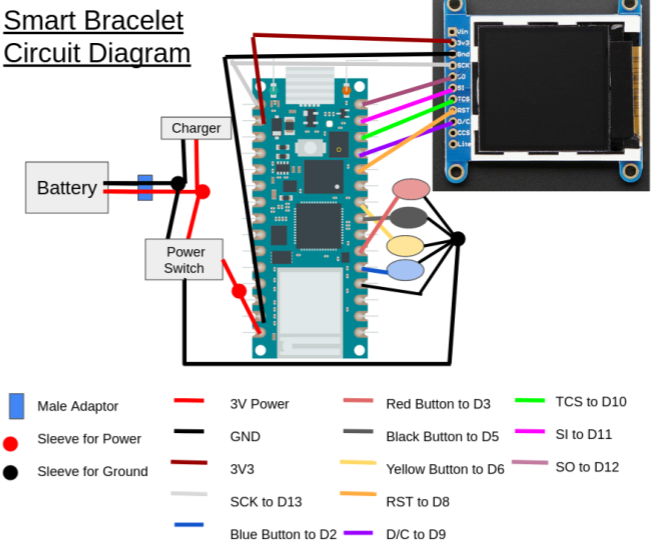 Smart Bracelet
Circuit Diagram
Vin
3v3
Gnd
SCK
SO
SI
TCS
RST
D/C
CCS
Lite
Charger
Battery
Power
Switch
Male Adaptor
Sleeve for Power
Sleeve for Ground
3V Power
GND
3V3
SCK to D13
Blue Button to D2
Red Button to D3
Black Button to D5
Yellow Button to D6
RST to D8
D/C to D9
TCS to D10
SI to D11
SO to D12